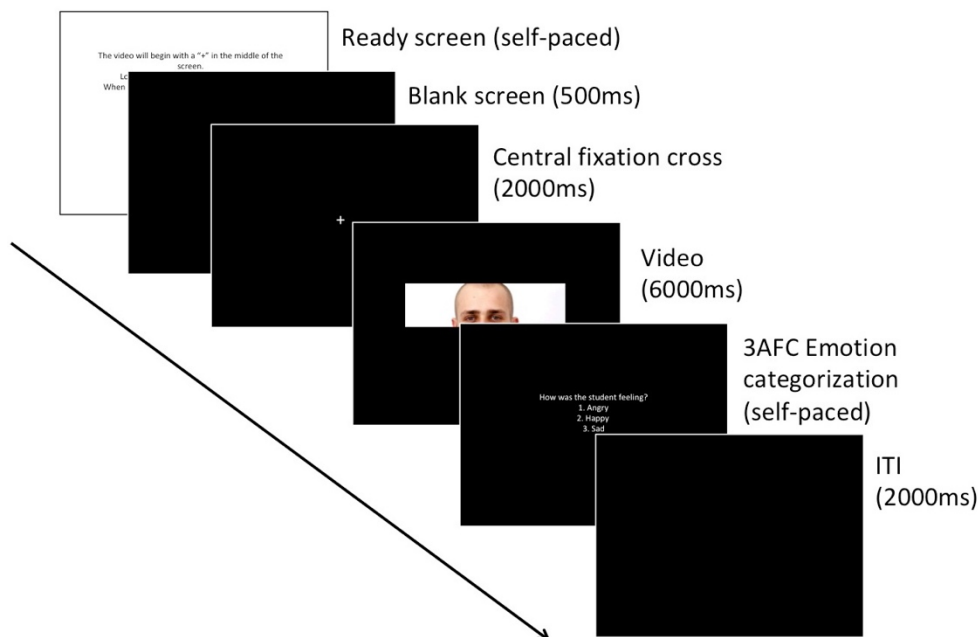 The video will begin with a "+" in the middle of the
screen.
When
Ready screen (self-paced)
Blank screen (500ms)
+
Central fixation cross
(2000ms)
Video
(6000ms)
How was the student feeling?
1. Angry
2. Happy
3. Sad
3AFC Emotion
categorization
(self-paced)
ITI
(2000ms)